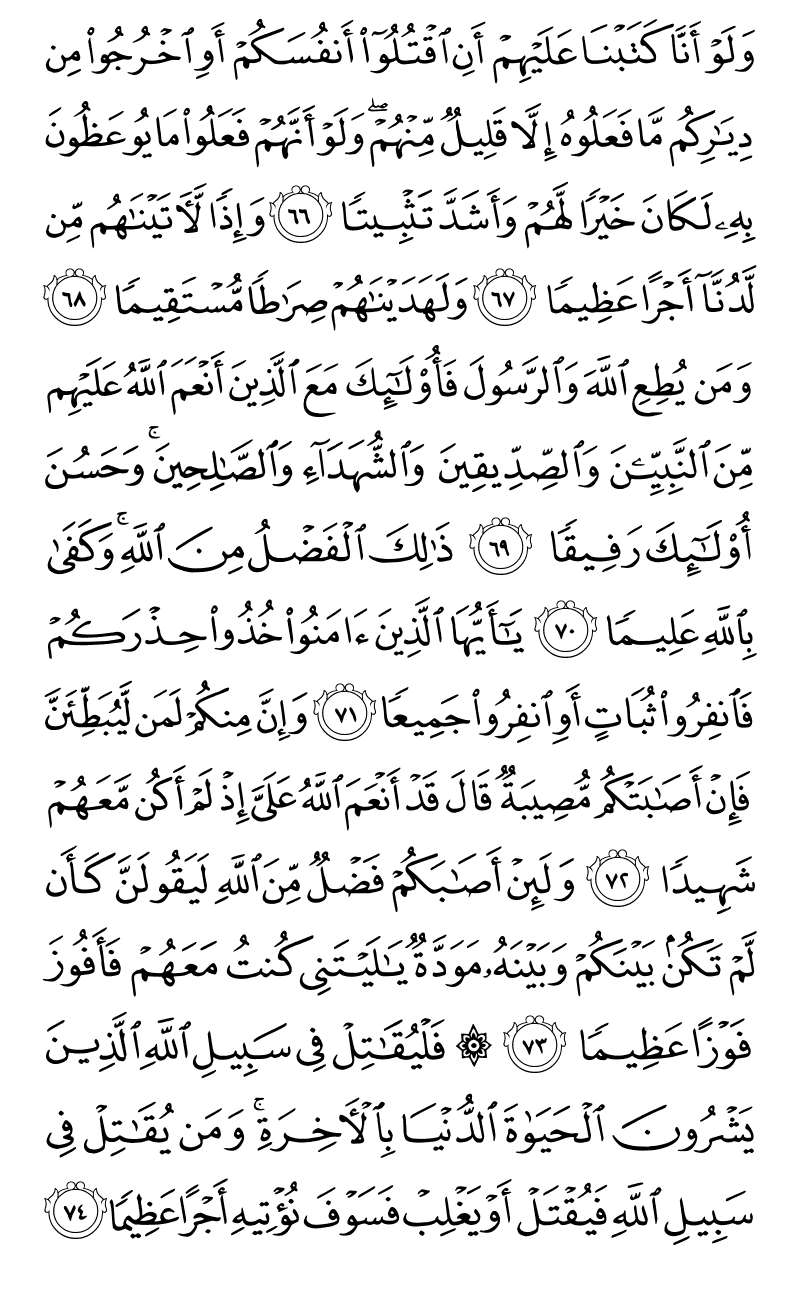 وَلَوۡ أَنَّا كَتَبۡنَا عَلَيۡهِمۡ أَنِ ٱقۡتُلُوٓاْ أَنفُسَكُمۡ أَوِ ٱخۡرُجُواْ مِن
دِيَٰرِكُم مَّا فَعَلُوهُ إِلَّا قَلِيلٞ مِّنۡهُمۡۖ وَلَوۡ أَنَّهُمۡ فَعَلُواْ مَا يُوعَظُونَ
بِهِۦ لَكَانَ خَيۡرٗا لَّهُمۡ وَأَشَدَّ تَثۡبِيتٗا ٦٦ وَإِذٗا لَّأٓتَيۡنَٰهُم مِّن
لَّدُنَّآ أَجۡرًا عَظِيمٗا ٦٧ وَلَهَدَيۡنَٰهُمۡ صِرَٰطٗا مُّسۡتَقِيمٗا ٦٨
وَمَن يُطِعِ ٱللَّهَ وَٱلرَّسُولَ فَأُوْلَٰٓئِكَ مَعَ ٱلَّذِينَ أَنۡعَمَ ٱللَّهُ عَلَيۡهِم
مِّنَ ٱلنَّبِيِّـۧنَ وَٱلصِّدِّيقِينَ وَٱلشُّهَدَآءِ وَٱلصَّٰلِحِينَۚ وَحَسُنَ
أُوْلَٰٓئِكَ رَفِيقٗا ٦٩ ذَٰلِكَ ٱلۡفَضۡلُ مِنَ ٱللَّهِۚ وَكَفَىٰ
بِٱللَّهِ عَلِيمٗا ٧٠ يَٰٓأَيُّهَا ٱلَّذِينَ ءَامَنُواْ خُذُواْ حِذۡرَكُمۡ
فَٱنفِرُواْ ثُبَاتٍ أَوِ ٱنفِرُواْ جَمِيعٗا ٧١ وَإِنَّ مِنكُمۡ لَمَن لَّيُبَطِّئَنَّ
فَإِنۡ أَصَٰبَتۡكُم مُّصِيبَةٞ قَالَ قَدۡ أَنۡعَمَ ٱللَّهُ عَلَيَّ إِذۡ لَمۡ أَكُن مَّعَهُمۡ
شَهِيدٗا ٧٢ وَلَئِنۡ أَصَٰبَكُمۡ فَضۡلٞ مِّنَ ٱللَّهِ لَيَقُولَنَّ كَأَن
لَّمۡ تَكُنۢ بَيۡنَكُمۡ وَبَيۡنَهُۥ مَوَدَّةٞ يَٰلَيۡتَنِي كُنتُ مَعَهُمۡ فَأَفُوزَ
فَوۡزًا عَظِيمٗا ٧٣ ۞ فَلۡيُقَٰتِلۡ فِي سَبِيلِ ٱللَّهِ ٱلَّذِينَ
يَشۡرُونَ ٱلۡحَيَوٰةَ ٱلدُّنۡيَا بِٱلۡأٓخِرَةِۚ وَمَن يُقَٰتِلۡ فِي
سَبِيلِ ٱللَّهِ فَيُقۡتَلۡ أَوۡ يَغۡلِبۡ فَسَوۡفَ نُؤۡتِيهِ أَجۡرًا عَظِيمٗا ٧٤